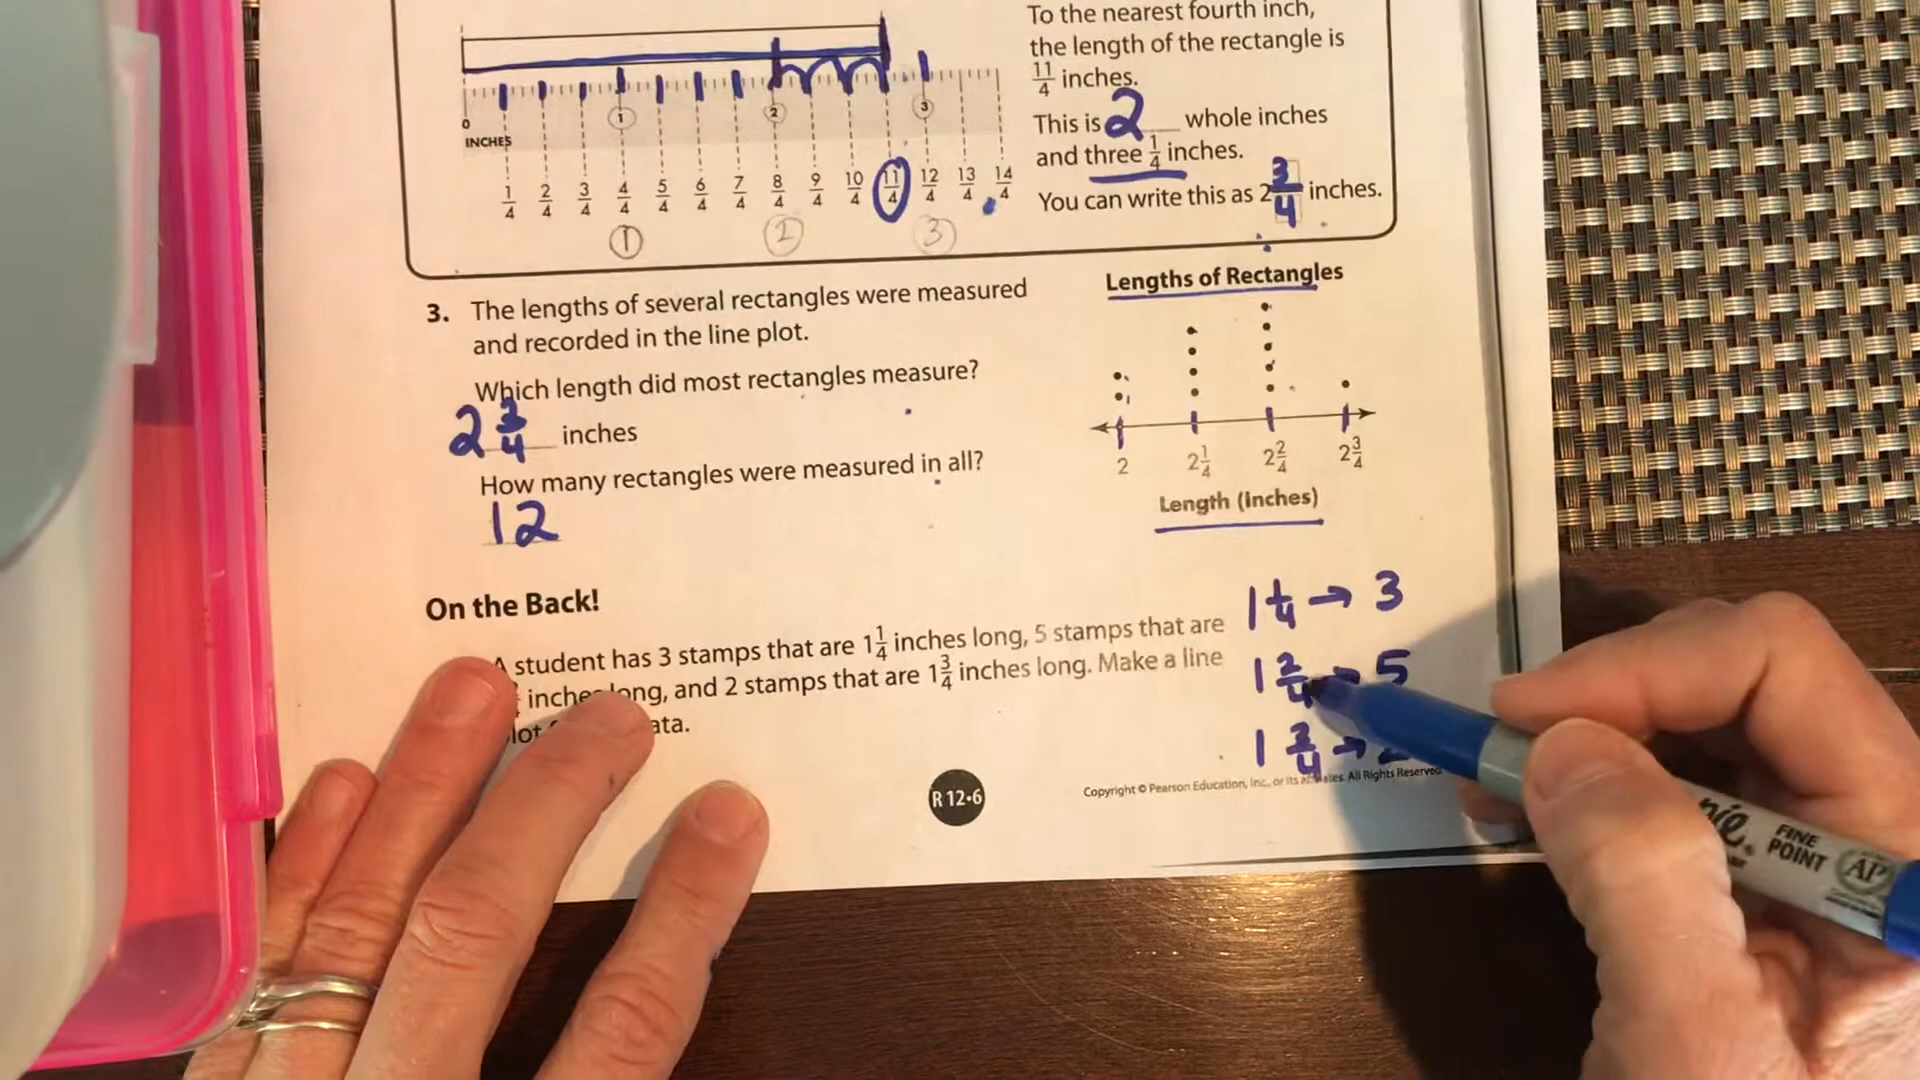 To the nearest fourth inch,
the length of the rectangle is
11/4 inches.
This is 2 whole inches
and three 1/4 inches.
You can write this as 2 3/4 inches.
0 1 2 3
INCHES
1/4 2/4 3/4 4/4 5/4 6/4 7/4 8/4 9/4 10/4 11/4 12/4 13/4 14/4
1 2 3
3. The lengths of several rectangles were measured
and recorded in the line plot.
Which length did most rectangles measure?
2 3/4 inches
How many rectangles were measured in all?
12
Lengths of Rectangles
2 2 1/4 2 2/4 2 3/4
Length (inches)
On the Back!
A student has 3 stamps that are 1 1/4 inches long, 5 stamps that are
inches long, and 2 stamps that are 1 3/4 inches long. Make a line
1 1/4 → 3
1 2/4 → 5
1 3/4 → 2
R 12•6
Copyright © Pearson Education, Inc., or its affiliates. All Rights Reserved.
FINE
POINT
AP